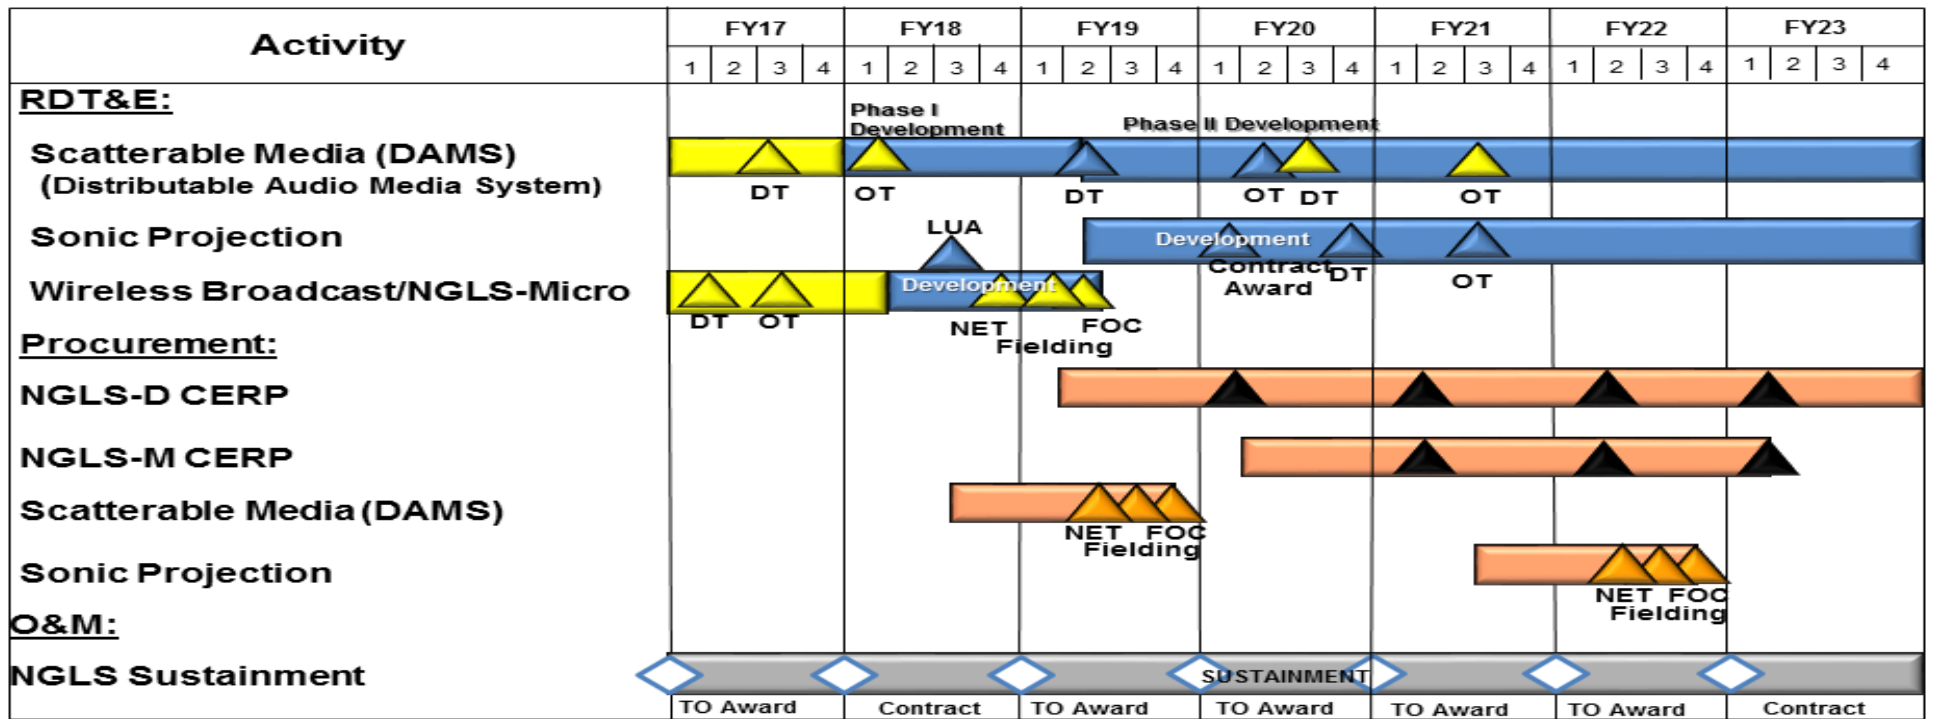 Activity
FY17 FY18 FY19 FY20 FY21 FY22 FY23
1 2 3 4 1 2 3 4 1 2 3 4 1 2 3 4 1 2 3 4 1 2 3 4 1 2 3 4
RDT&E:
Phase I
Development
Phase II Development
Scatterable Media (DAMS)
(Distributable Audio Media System)
DT OT DT OT DT OT
Sonic Projection
LUA
Development
Contract
Award
DT
OT
Wireless Broadcast/NGLS-Micro
Development
DT OT NET FOC
Fielding
Procurement:
NGLS-D CERP
NGLS-M CERP
Scatterable Media (DAMS)
NET FOC
Fielding
Sonic Projection
NET FOC
Fielding
O&M:
NGLS Sustainment
SUSTAINMENT
TO Award Contract TO Award TO Award TO Award TO Award Contract